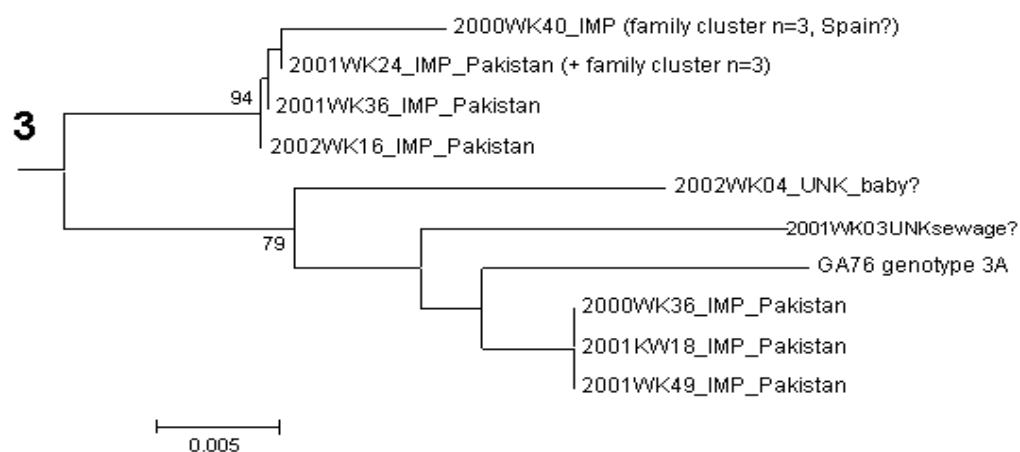 2000WK40_IMP (family cluster n=3, Spain?)
2001WK24_IMP_Pakistan (+ family cluster n=3)
94
2001WK36_IMP_Pakistan
3
2002WK16_IMP_Pakistan
2002WK04_UNK_baby?
79
2001WK03UNKsewage?
GA76 genotype 3A
2000WK36_IMP_Pakistan
2001KW18_IMP_Pakistan
2001WK49_IMP_Pakistan
0.005